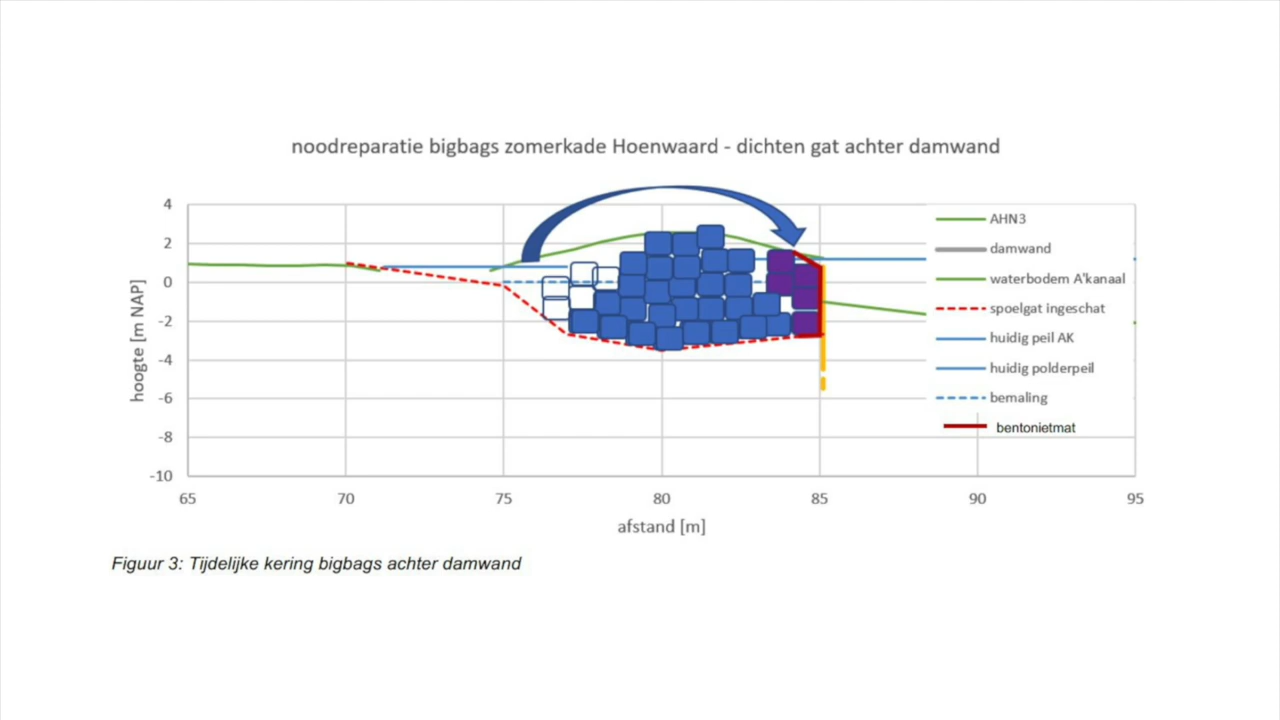 noodreparatie bigbags zomerkade Hoenwaard - dichten gat achter damwand
4
2
0
-2
-4
-6
-8
-10
hoogte [m NAP]
65 70 75 80 85 90 95
afstand [m]
AHN3
damwand
waterbodem A'kanaal
spoelgat ingeschat
huidig peil AK
huidig polderpeil
bemaling
bentonietmat
Figuur 3: Tijdelijke kering bigbags achter damwand